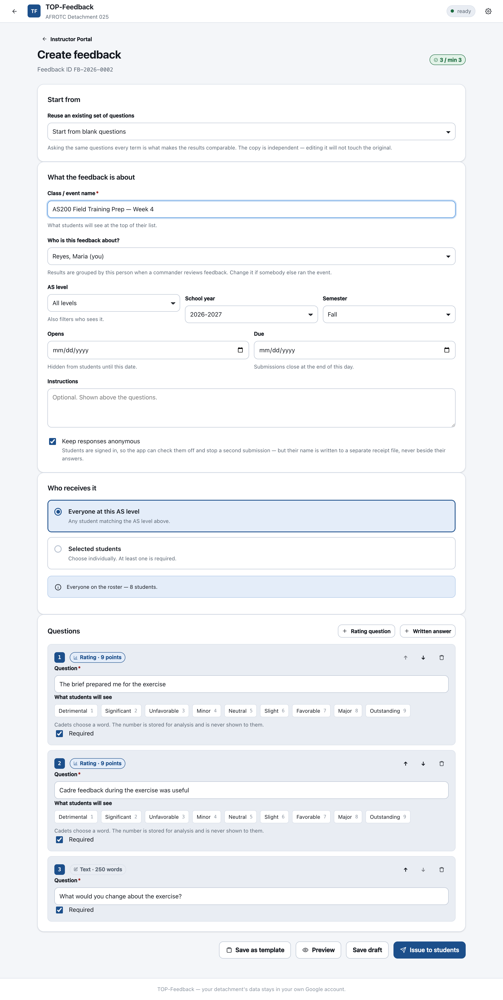 TF
TOP-Feedback
AFROTC Detachment 025
ready
Instructor Portal
Create feedback
Feedback ID FB-2026-0002
3 / min 3
Start from
Reuse an existing set of questions
Start from blank questions
Asking the same questions every term is what makes the results comparable. The copy is independent — editing it will not touch the original.
What the feedback is about
Class / event name *
AS200 Field Training Prep — Week 4
What students will see at the top of their list.
Who is this feedback about?
Reyes, Maria (you)
Results are grouped by this person when a commander reviews feedback. Change it if somebody else ran the event.
AS level
All levels
Also filters who sees it.
School year
2026-2027
Semester
Fall
Opens
mm/dd/yyyy
Hidden from students until this date.
Due
mm/dd/yyyy
Submissions close at the end of this day.
Instructions
Optional. Shown above the questions.
Keep responses anonymous
Students are signed in, so the app can check them off and stop a second submission — but their name is written to a separate receipt file, never beside their
answers.
Who receives it
Everyone at this AS level
Any student matching the AS level above.
Selected students
Choose individually. At least one is required.
Everyone on the roster — 8 students.
Questions
+ Rating question
+ Written answer
1 Rating · 9 points
Question *
The brief prepared me for the exercise
What students will see
Detrimental 1 Significant 2 Unfavorable 3 Minor 4 Neutral 5 Slight 6 Favorable 7 Major 8 Outstanding 9
Cadets choose a word. The number is stored for analysis and is never shown to them.
Required
2 Rating · 9 points
Question *
Cadre feedback during the exercise was useful
What students will see
Detrimental 1 Significant 2 Unfavorable 3 Minor 4 Neutral 5 Slight 6 Favorable 7 Major 8 Outstanding 9
Cadets choose a word. The number is stored for analysis and is never shown to them.
Required
3 Text · 250 words
Question *
What would you change about the exercise?
Required
Save as template
Preview
Save draft
Issue to students
TOP-Feedback — your detachment's data stays in your own Google account.